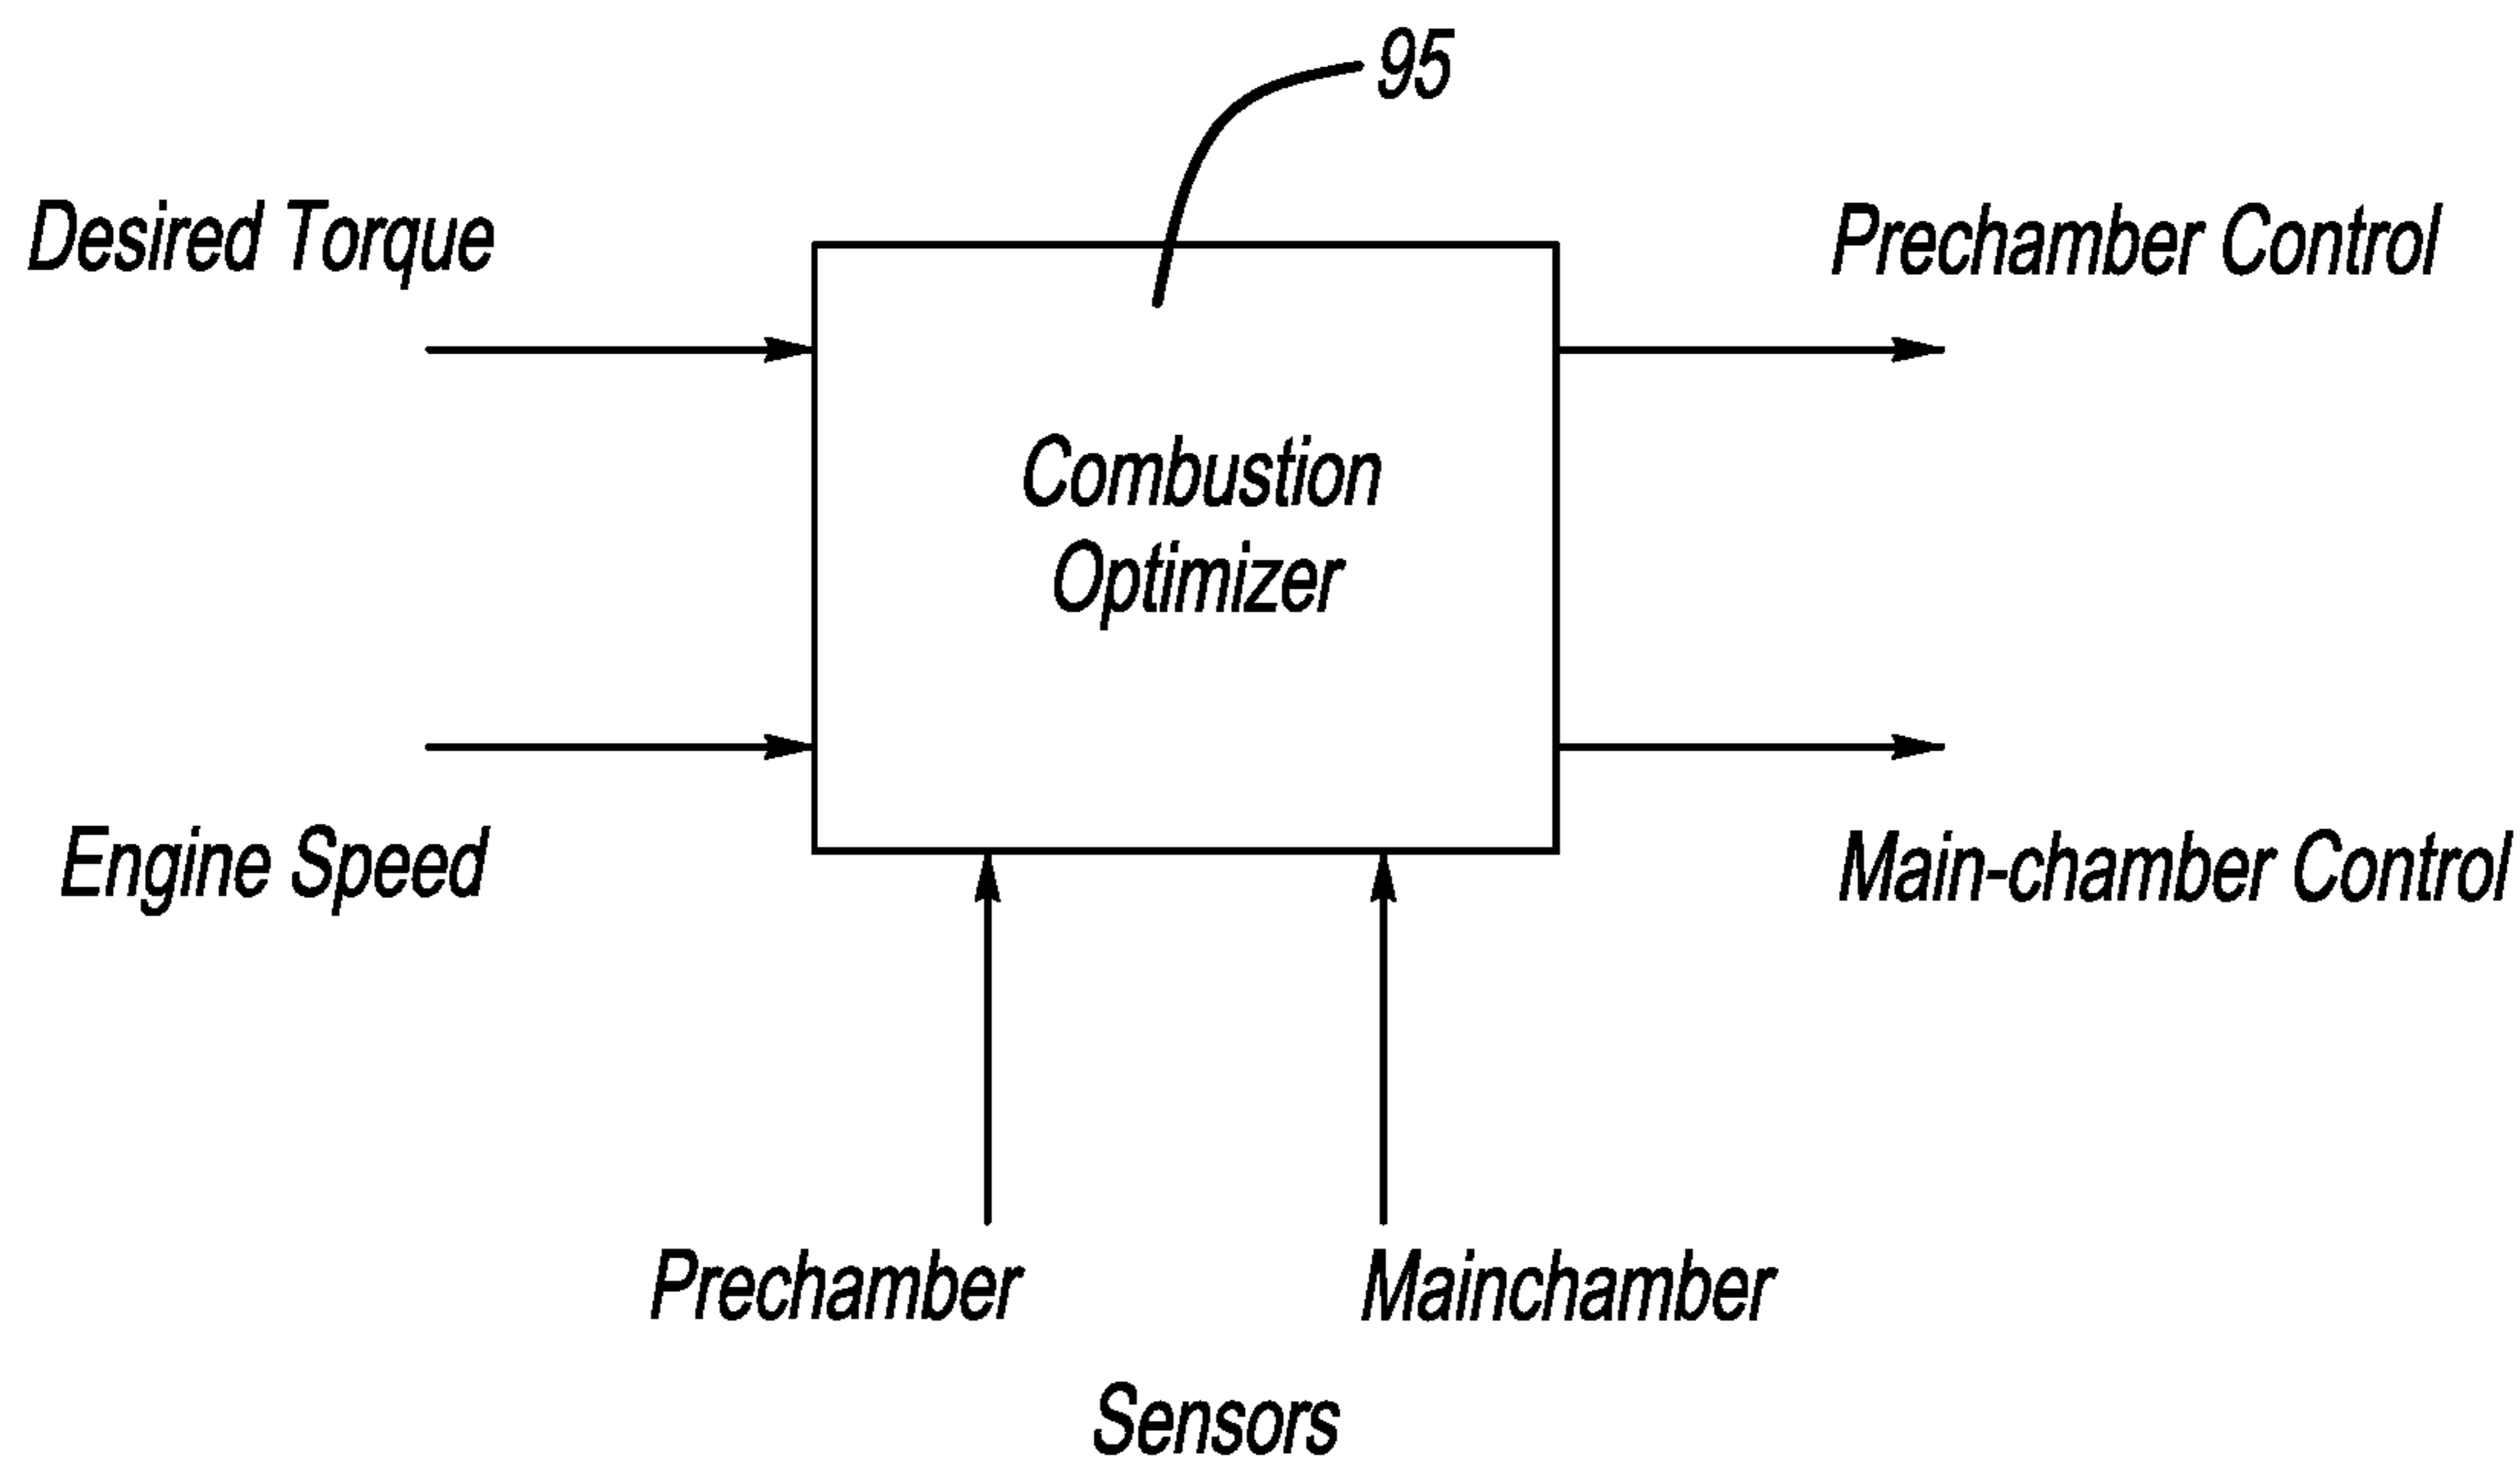 95
Desired Torque
Prechamber Control
Combustion
Optimizer
Engine Speed
Main-chamber Control
Prechamber
Mainchamber
Sensors